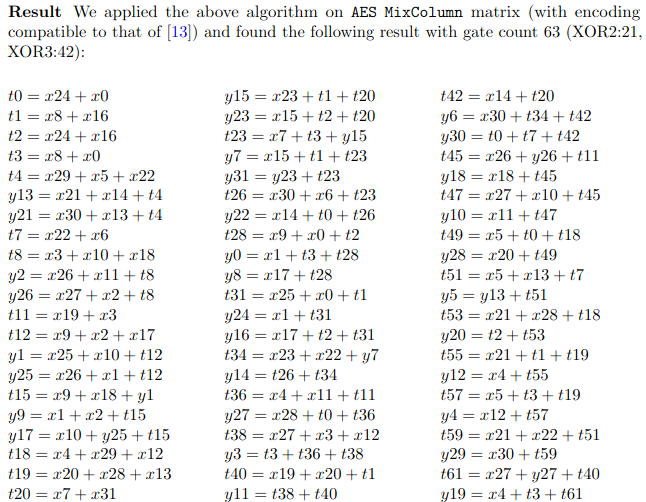 Result We applied the above algorithm on AES MixColumn matrix (with encoding
compatible to that of [13]) and found the following result with gate count 63 (XOR2:21,
XOR3:42):
t0 = x24 + x0
t1 = x8 + x16
t2 = x24 + x16
t3 = x8 + x0
t4 = x29 + x5 + x22
y13 = x21 + x14 + t4
y21 = x30 + x13 + t4
t7 = x22 + x6
t8 = x3 + x10 + x18
y2 = x26 + x11 + t8
y26 = x27 + x2 + t8
t11 = x19 + x3
t12 = x9 + x2 + x17
y1 = x25 + x10 + t12
y25 = x26 + x1 + t12
t15 = x9 + x18 + y1
y9 = x1 + x2 + t15
y17 = x10 + y25 + t15
t18 = x4 + x29 + x12
t19 = x20 + x28 + x13
t20 = x7 + x31
y15 = x23 + t1 + t20
y23 = x15 + t2 + t20
t23 = x7 + t3 + y15
y7 = x15 + t1 + t23
y31 = y23 + t23
t26 = x30 + x6 + t23
y22 = x14 + t0 + t26
t28 = x9 + x0 + t2
y0 = x1 + t3 + t28
y8 = x17 + t28
t31 = x25 + x0 + t1
y24 = x1 + t31
y16 = x17 + t2 + t31
t34 = x23 + x22 + y7
y14 = t26 + t34
t36 = x4 + x11 + t11
y27 = x28 + t0 + t36
t38 = x27 + x3 + x12
y3 = t3 + t36 + t38
t40 = x19 + x20 + t1
y11 = t38 + t40
t42 = x14 + t20
y6 = x30 + t34 + t42
y30 = t0 + t7 + t42
t45 = x26 + y26 + t11
y18 = x18 + t45
t47 = x27 + x10 + t45
y10 = x11 + t47
t49 = x5 + t0 + t18
y28 = x20 + t49
t51 = x5 + x13 + t7
y5 = y13 + t51
t53 = x21 + x28 + t18
y20 = t2 + t53
t55 = x21 + t1 + t19
y12 = x4 + t55
t57 = x5 + t3 + t19
y4 = x12 + t57
t59 = x21 + x22 + t51
y29 = x30 + t59
t61 = x27 + y27 + t40
y19 = x4 + t3 + t61